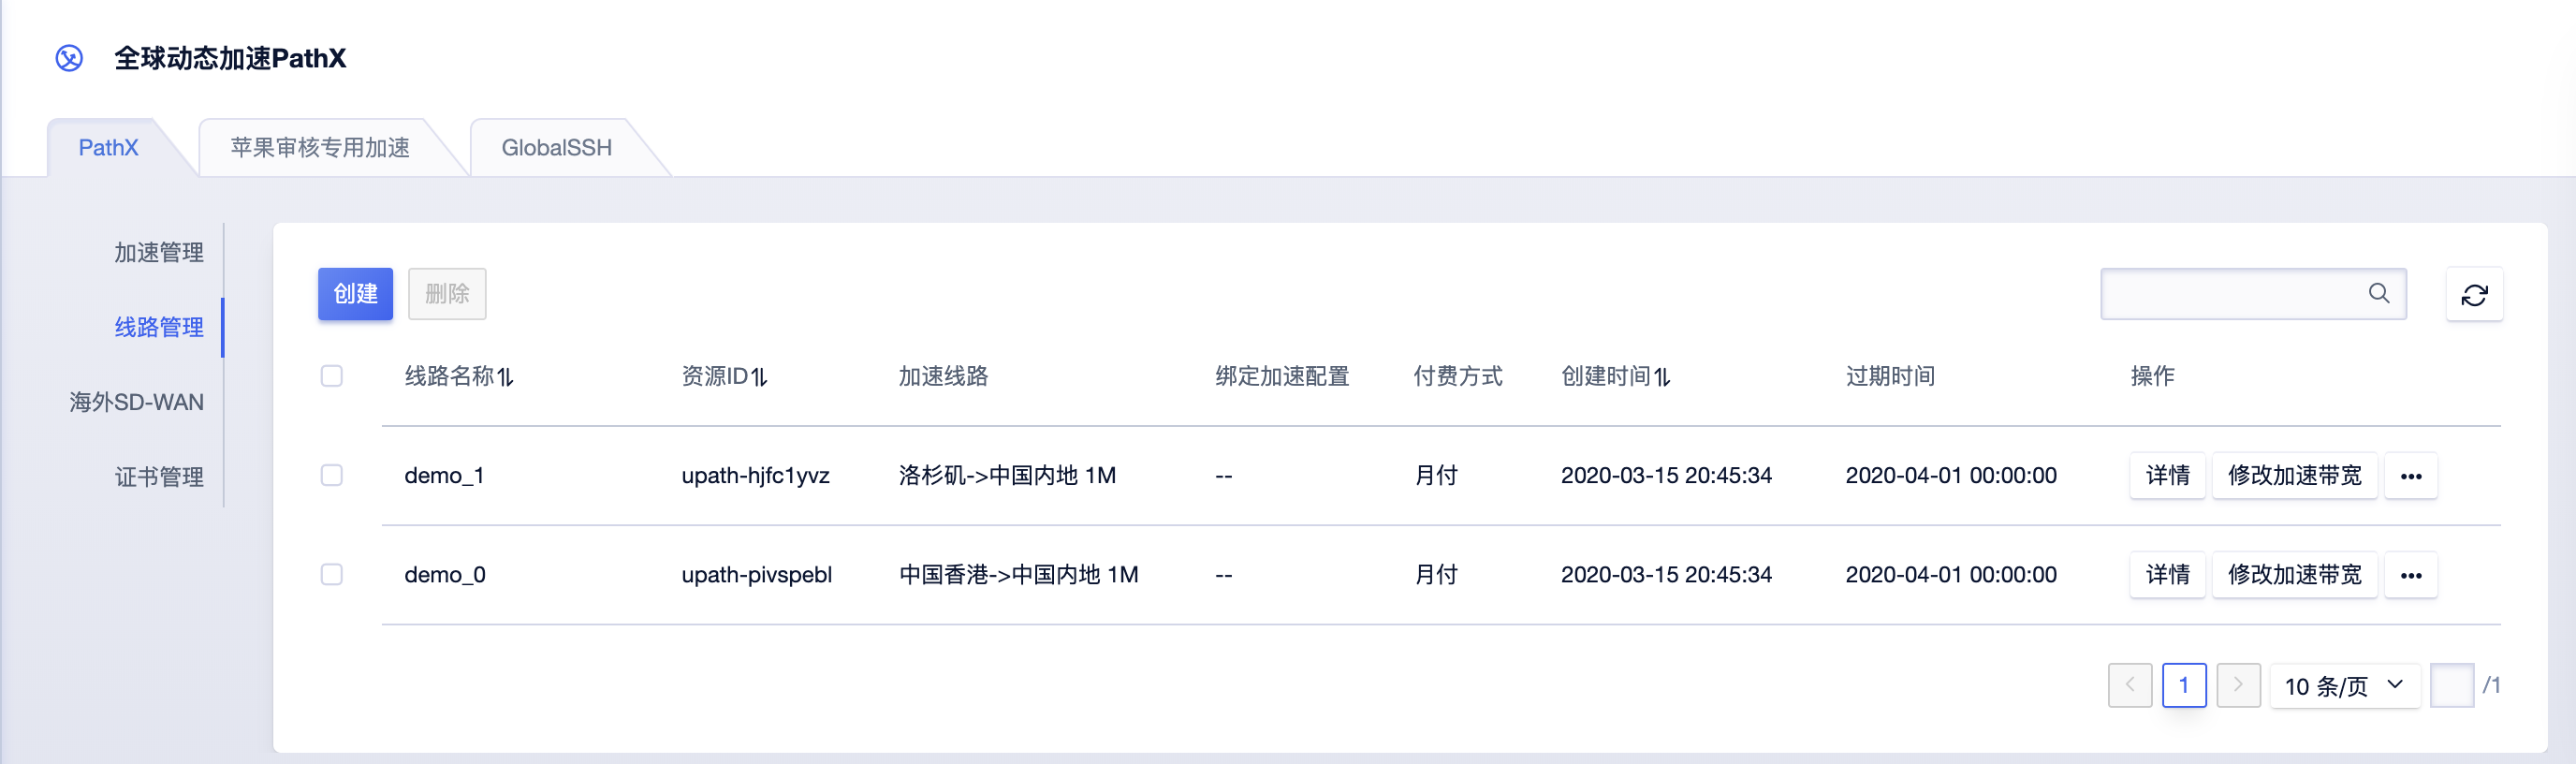 全球动态加速PathX
PathX 苹果审核专用加速 GlobalSSH
加速管理
线路管理
海外SD-WAN
证书管理
创建 删除
线路名称 资源ID 加速线路 绑定加速配置 付费方式 创建时间 过期时间 操作
demo_1 upath-hjfc1yvz 洛杉矶->中国内地 1M -- 月付 2020-03-15 20:45:34 2020-04-01 00:00:00 详情 修改加速带宽 •••
demo_0 upath-pivspebl 中国香港->中国内地 1M -- 月付 2020-03-15 20:45:34 2020-04-01 00:00:00 详情 修改加速带宽 •••
1 10 条/页 /1